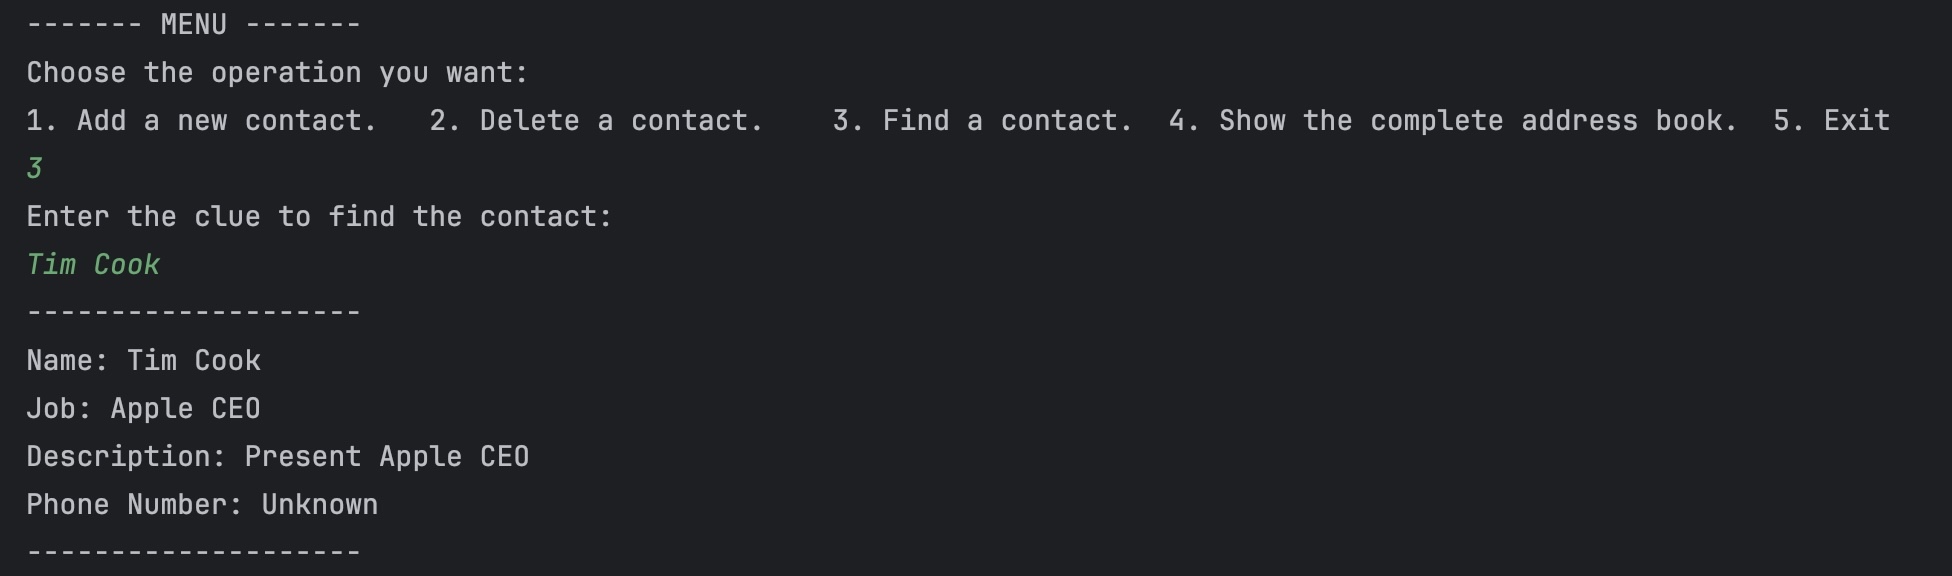 ------- MENU -------
Choose the operation you want:
1. Add a new contact.   2. Delete a contact.    3. Find a contact.  4. Show the complete address book.  5. Exit
3
Enter the clue to find the contact:
Tim Cook
--------------------
Name: Tim Cook
Job: Apple CEO
Description: Present Apple CEO
Phone Number: Unknown
--------------------